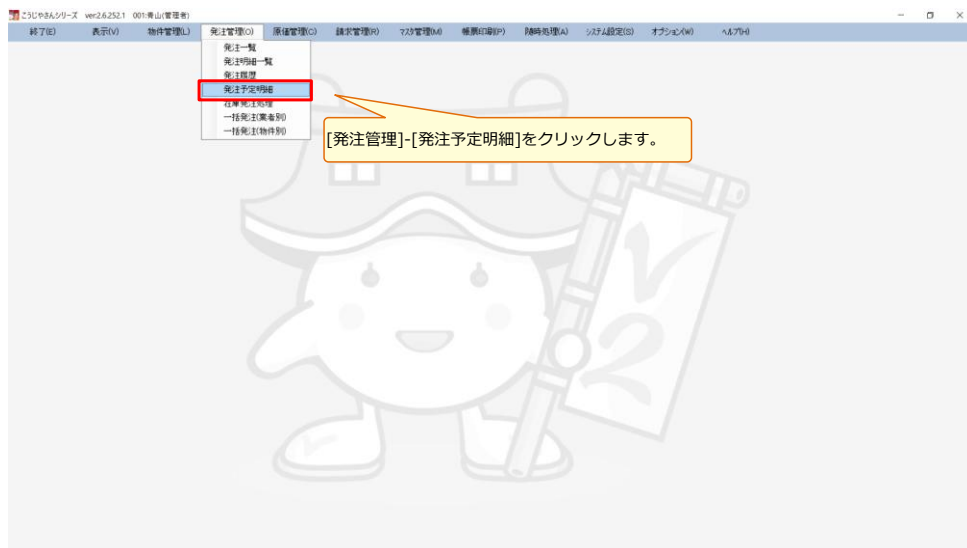 こうじやさんシリーズ ver.2.6.252.1 001:青山(管理者)
終了(E) 表示(V) 物件管理(L) 発注管理(O) 原価管理(C) 請求管理(R) マスタ管理(M) 帳票印刷(P) 随時処理(A) システム設定(S) オプション(W) ヘルプ(H)
発注一覧
発注明細一覧
発注履歴
発注予定明細
在庫発注処理
一括発注(業者別)
一括発注(物件別)
[発注管理]-[発注予定明細]をクリックします。
V2